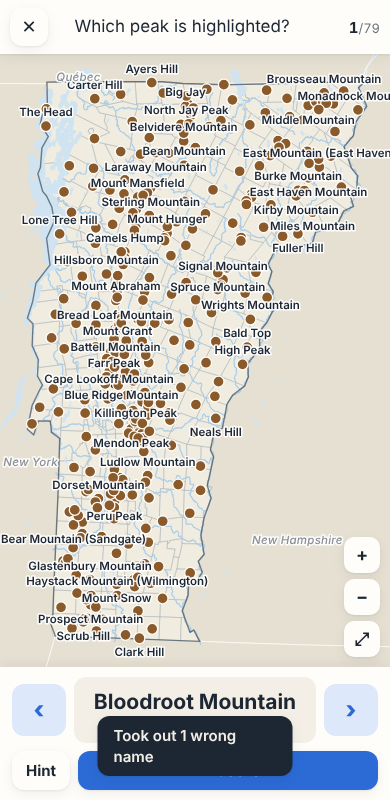 ✕ Which peak is highlighted? 1/79
Ayers Hill
Québec
Brousseau Mountain
Carter Hill
Big Jay
Monadnock Mou
The Head
North Jay Peak
Middle Mountain
Belvidere Mountain
Bean Mountain
East Mountain (East Haven
Laraway Mountain
Burke Mountain
Mount Mansfield
East Haven Mountain
Sterling Mountain
Kirby Mountain
Lone Tree Hill
Mount Hunger
Miles Mountain
Camels Hump
Fuller Hill
Hillsboro Mountain
Signal Mountain
Mount Abraham
Spruce Mountain
Wrights Mountain
Bread Loaf Mountain
Mount Grant
Bald Top
Battell Mountain
High Peak
Farr Peak
Cape Lookoff Mountain
Blue Ridge Mountain
Killington Peak
Neals Hill
Mendon Peak
New York
Ludlow Mountain
Dorset Mountain
Peru Peak
Bear Mountain (Sandgate)
New Hampshire
Glastenbury Mountain
Haystack Mountain (Wilmington)
Mount Snow
Prospect Mountain
Scrub Hill
Clark Hill
+
−
‹ Bloodroot Mountain ›
Took out 1 wrong
name
Hint